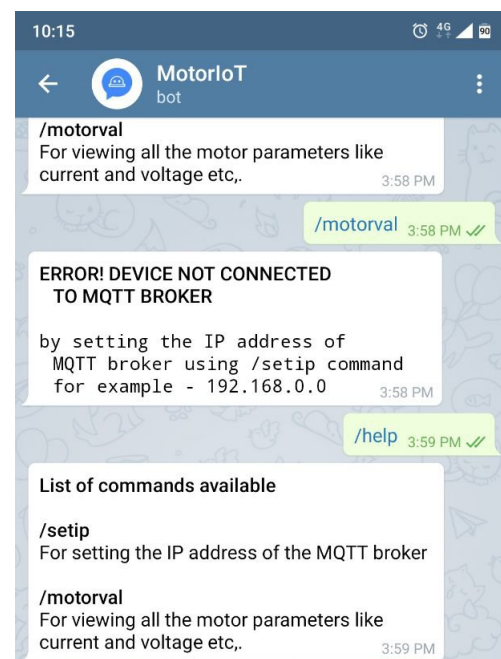 10:15
4G
90
MotorIoT
bot
/motorval
For viewing all the motor parameters like
current and voltage etc,.
3:58 PM
/motorval 3:58 PM
ERROR! DEVICE NOT CONNECTED
TO MQTT BROKER
by setting the IP address of
MQTT broker using /setip command
for example - 192.168.0.0
3:58 PM
/help 3:59 PM
List of commands available
/setip
For setting the IP address of the MQTT broker
/motorval
For viewing all the motor parameters like
current and voltage etc,.
3:59 PM